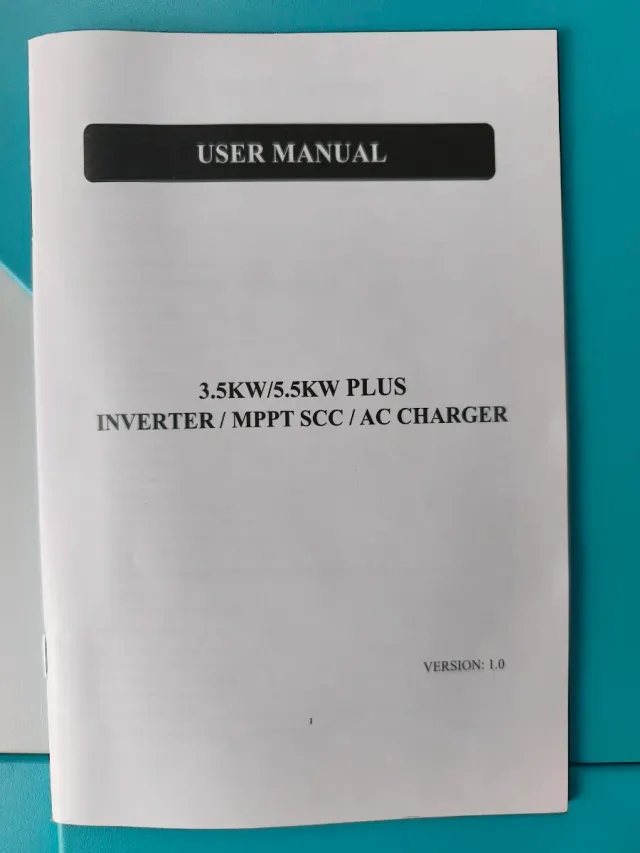 USER MANUAL
3.5KW/5.5KW PLUS
INVERTER / MPPT SCC / AC CHARGER
VERSION: 1.0
1